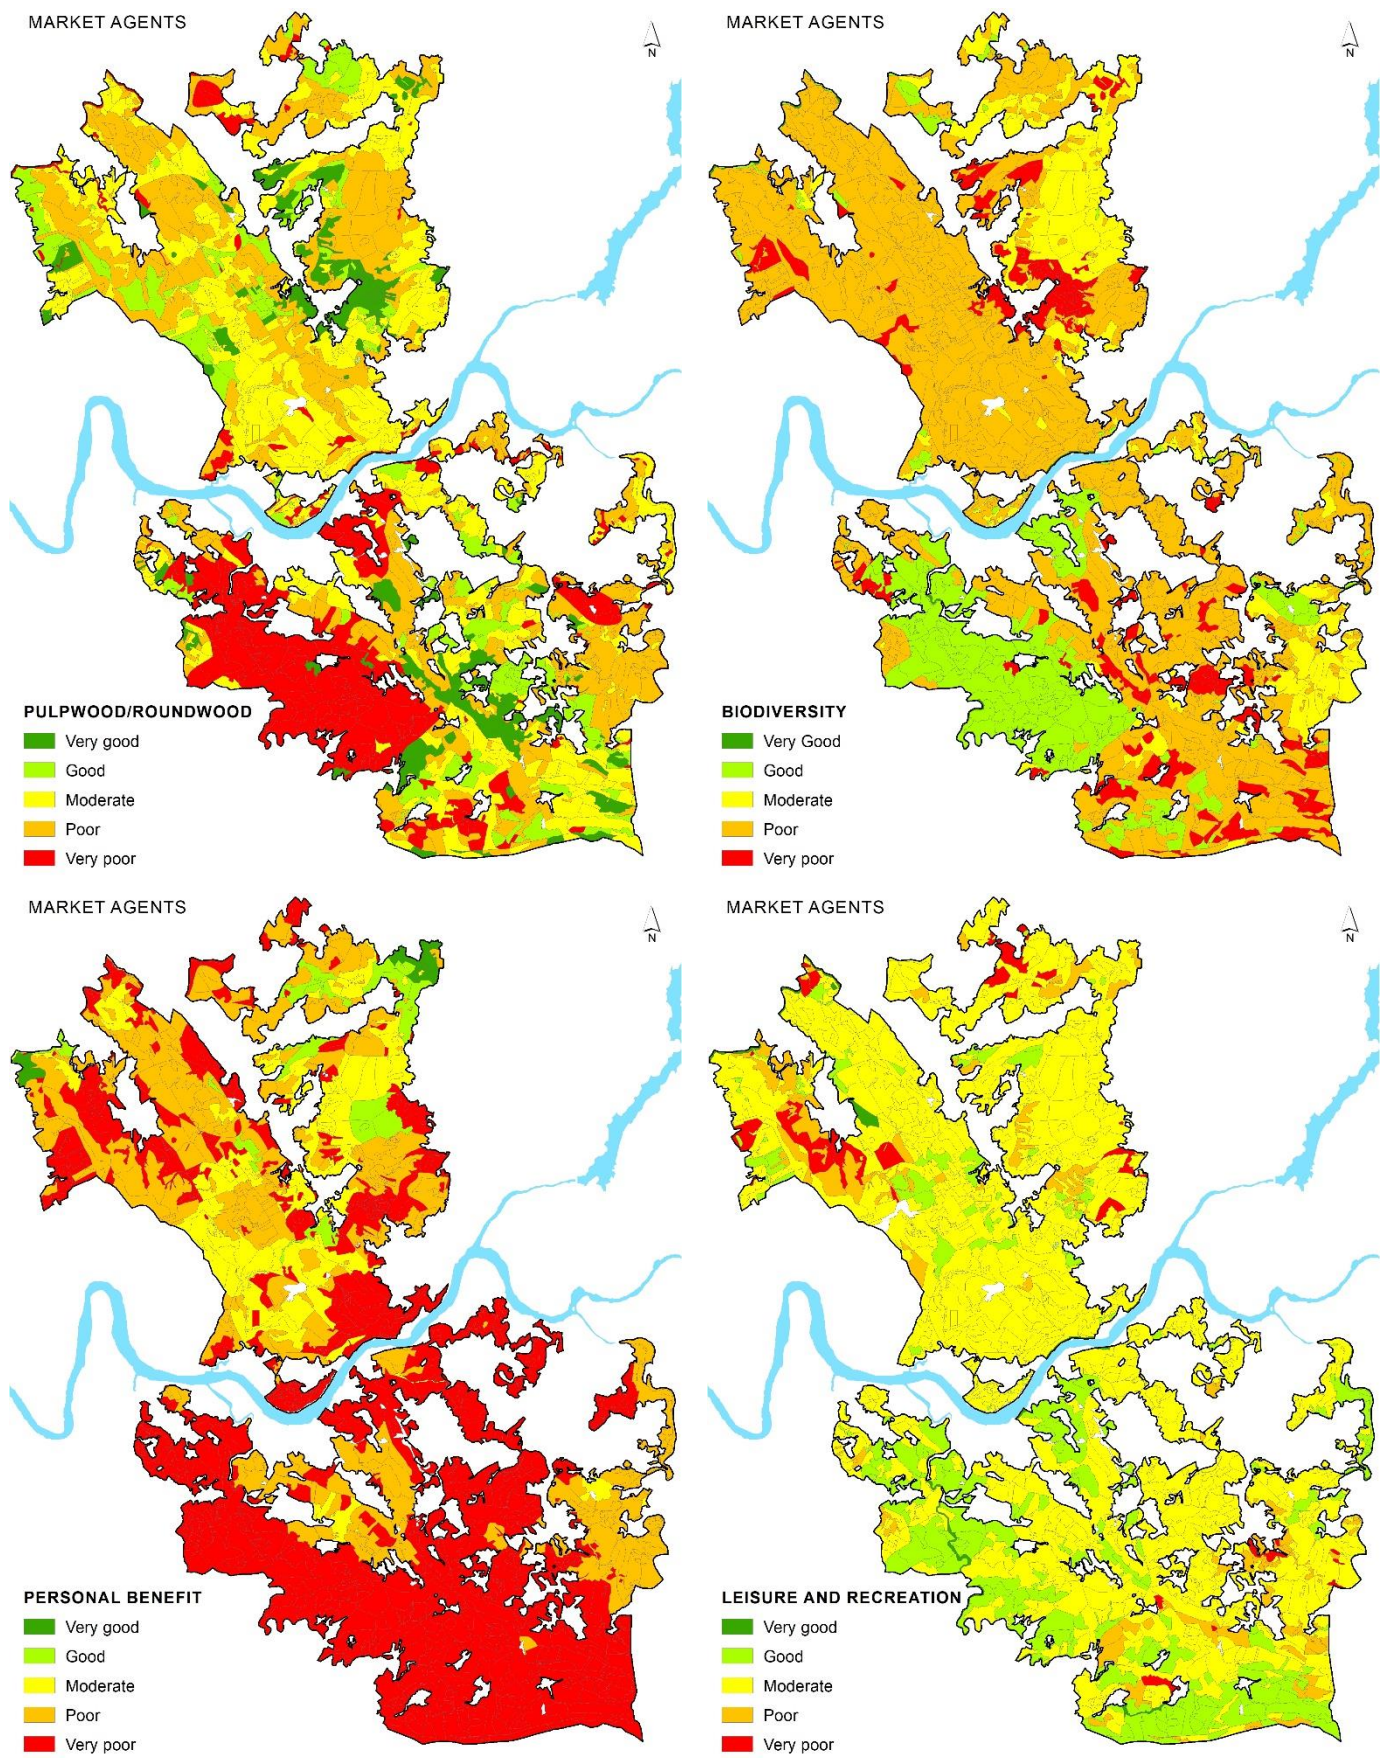 MARKET AGENTS
N
PULPWOOD/ROUNDWOOD
Very good
Good
Moderate
Poor
Very poor
MARKET AGENTS
N
BIODIVERSITY
Very Good
Good
Moderate
Poor
Very poor
MARKET AGENTS
N
PERSONAL BENEFIT
Very good
Good
Moderate
Poor
Very poor
MARKET AGENTS
N
LEISURE AND RECREATION
Very good
Good
Moderate
Poor
Very poor